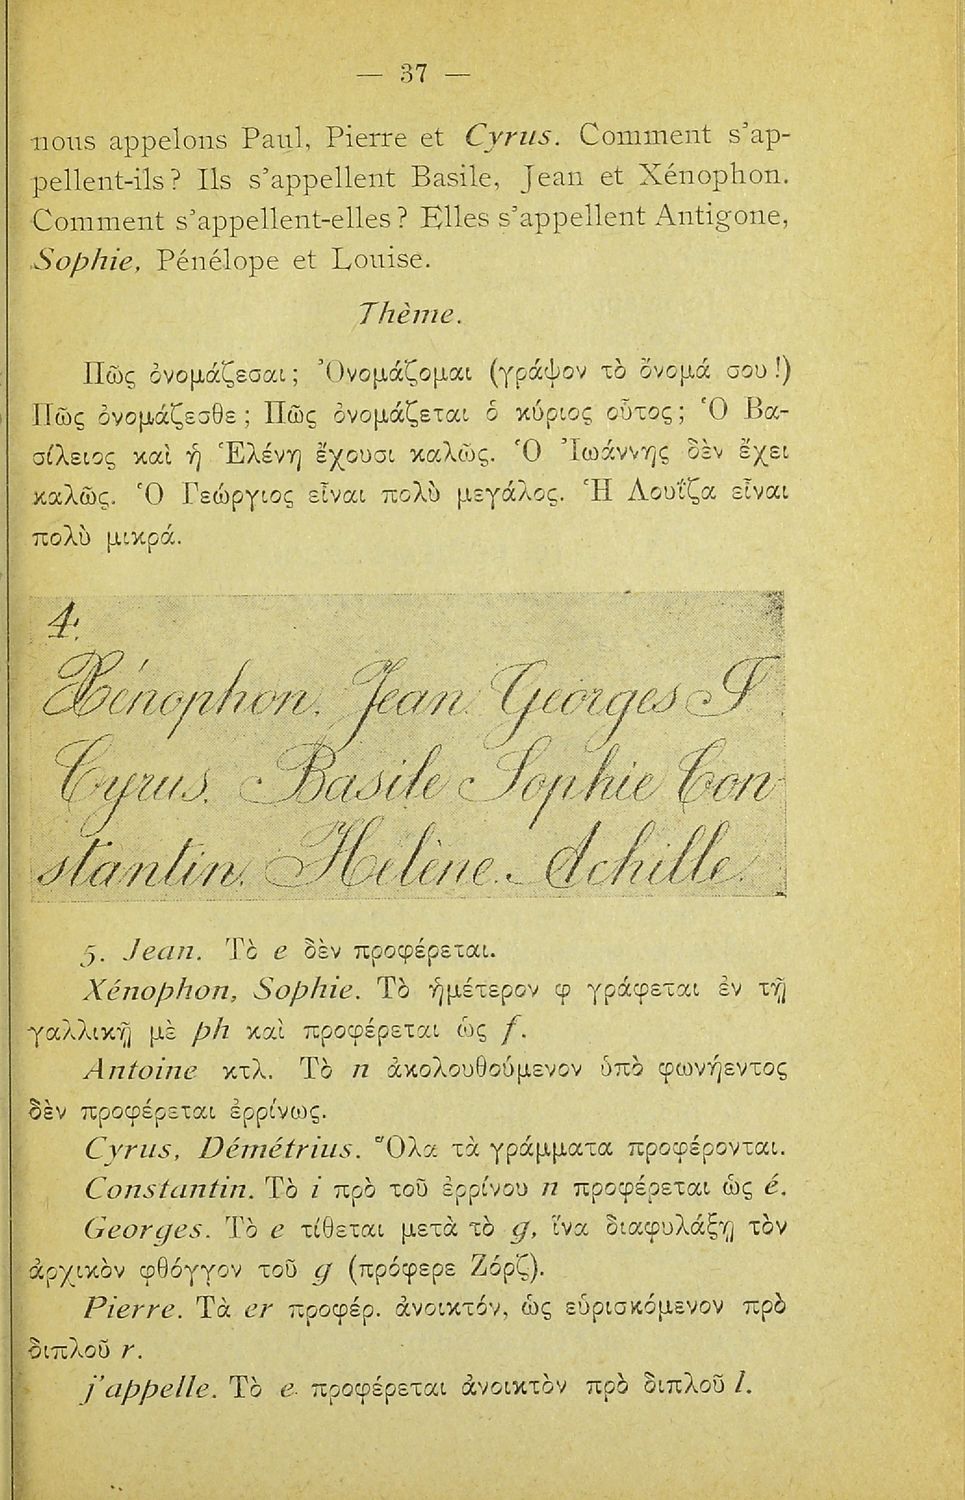 — 37 —
nous appelons Paul, Pierre et Cyrus. Comment s'ap-
pellent-ils? Ils s'appellent Basile, Jean et Xénophon.
Comment s'appellent-elles? Elles s'appellent Antigone,
Sophie, Pénélope et Louise.
Thème.
Πῶς ὀνομάζεσαι; Ὀνομάζομαι (γράψον τὸ ὄνομά σου!)
Πῶς ὀνομάζεσθε; Πῶς ὀνομάζεται ὁ κύριος οὗτος; Ὁ Βα-
σίλειος καὶ ἡ Ἑλένη ἔχουσι καλῶς. Ὁ Ἰωάννης δὲν ἔχει
καλῶς. Ὁ Γεώργιος εἶναι πολὺ μεγάλος. Ἡ Λουΐζα εἶναι
πολὺ μικρά.
4.
Xénophon. Jean Georges
Cyrus. Basile Sophie Con-
stantin. Hélène. Achille.
5. Jean. Τὸ e δὲν προφέρεται.
Xénophon, Sophie. Τὸ ἡμέτερον φ γράφεται ἐν τῇ
γαλλικῇ μὲ ph καὶ προφέρεται ὡς f.
Antoine κτλ. Τὸ n ἀκολουθούμενον ὑπὸ φωνήεντος
δὲν προφέρεται ἐρρίνως.
Cyrus, Démétrius. Ὅλα τὰ γράμματα προφέρονται.
Constantin. Τὸ i πρὸ τοῦ ἐρρίνου n προφέρεται ὡς é.
Georges. Τὸ e τίθεται μετὰ τὸ g, ἵνα διαφυλάξῃ τὸν
ἀρχικὸν φθόγγον τοῦ g (πρόφερε Ζόρζ).
Pierre. Τὰ er προφέρ. ἀνοικτόν, ὡς εὑρισκόμενον πρὸ
διπλοῦ r.
j'appelle. Τὸ e προφέρεται ἀνοικτὸν πρὸ διπλοῦ l.